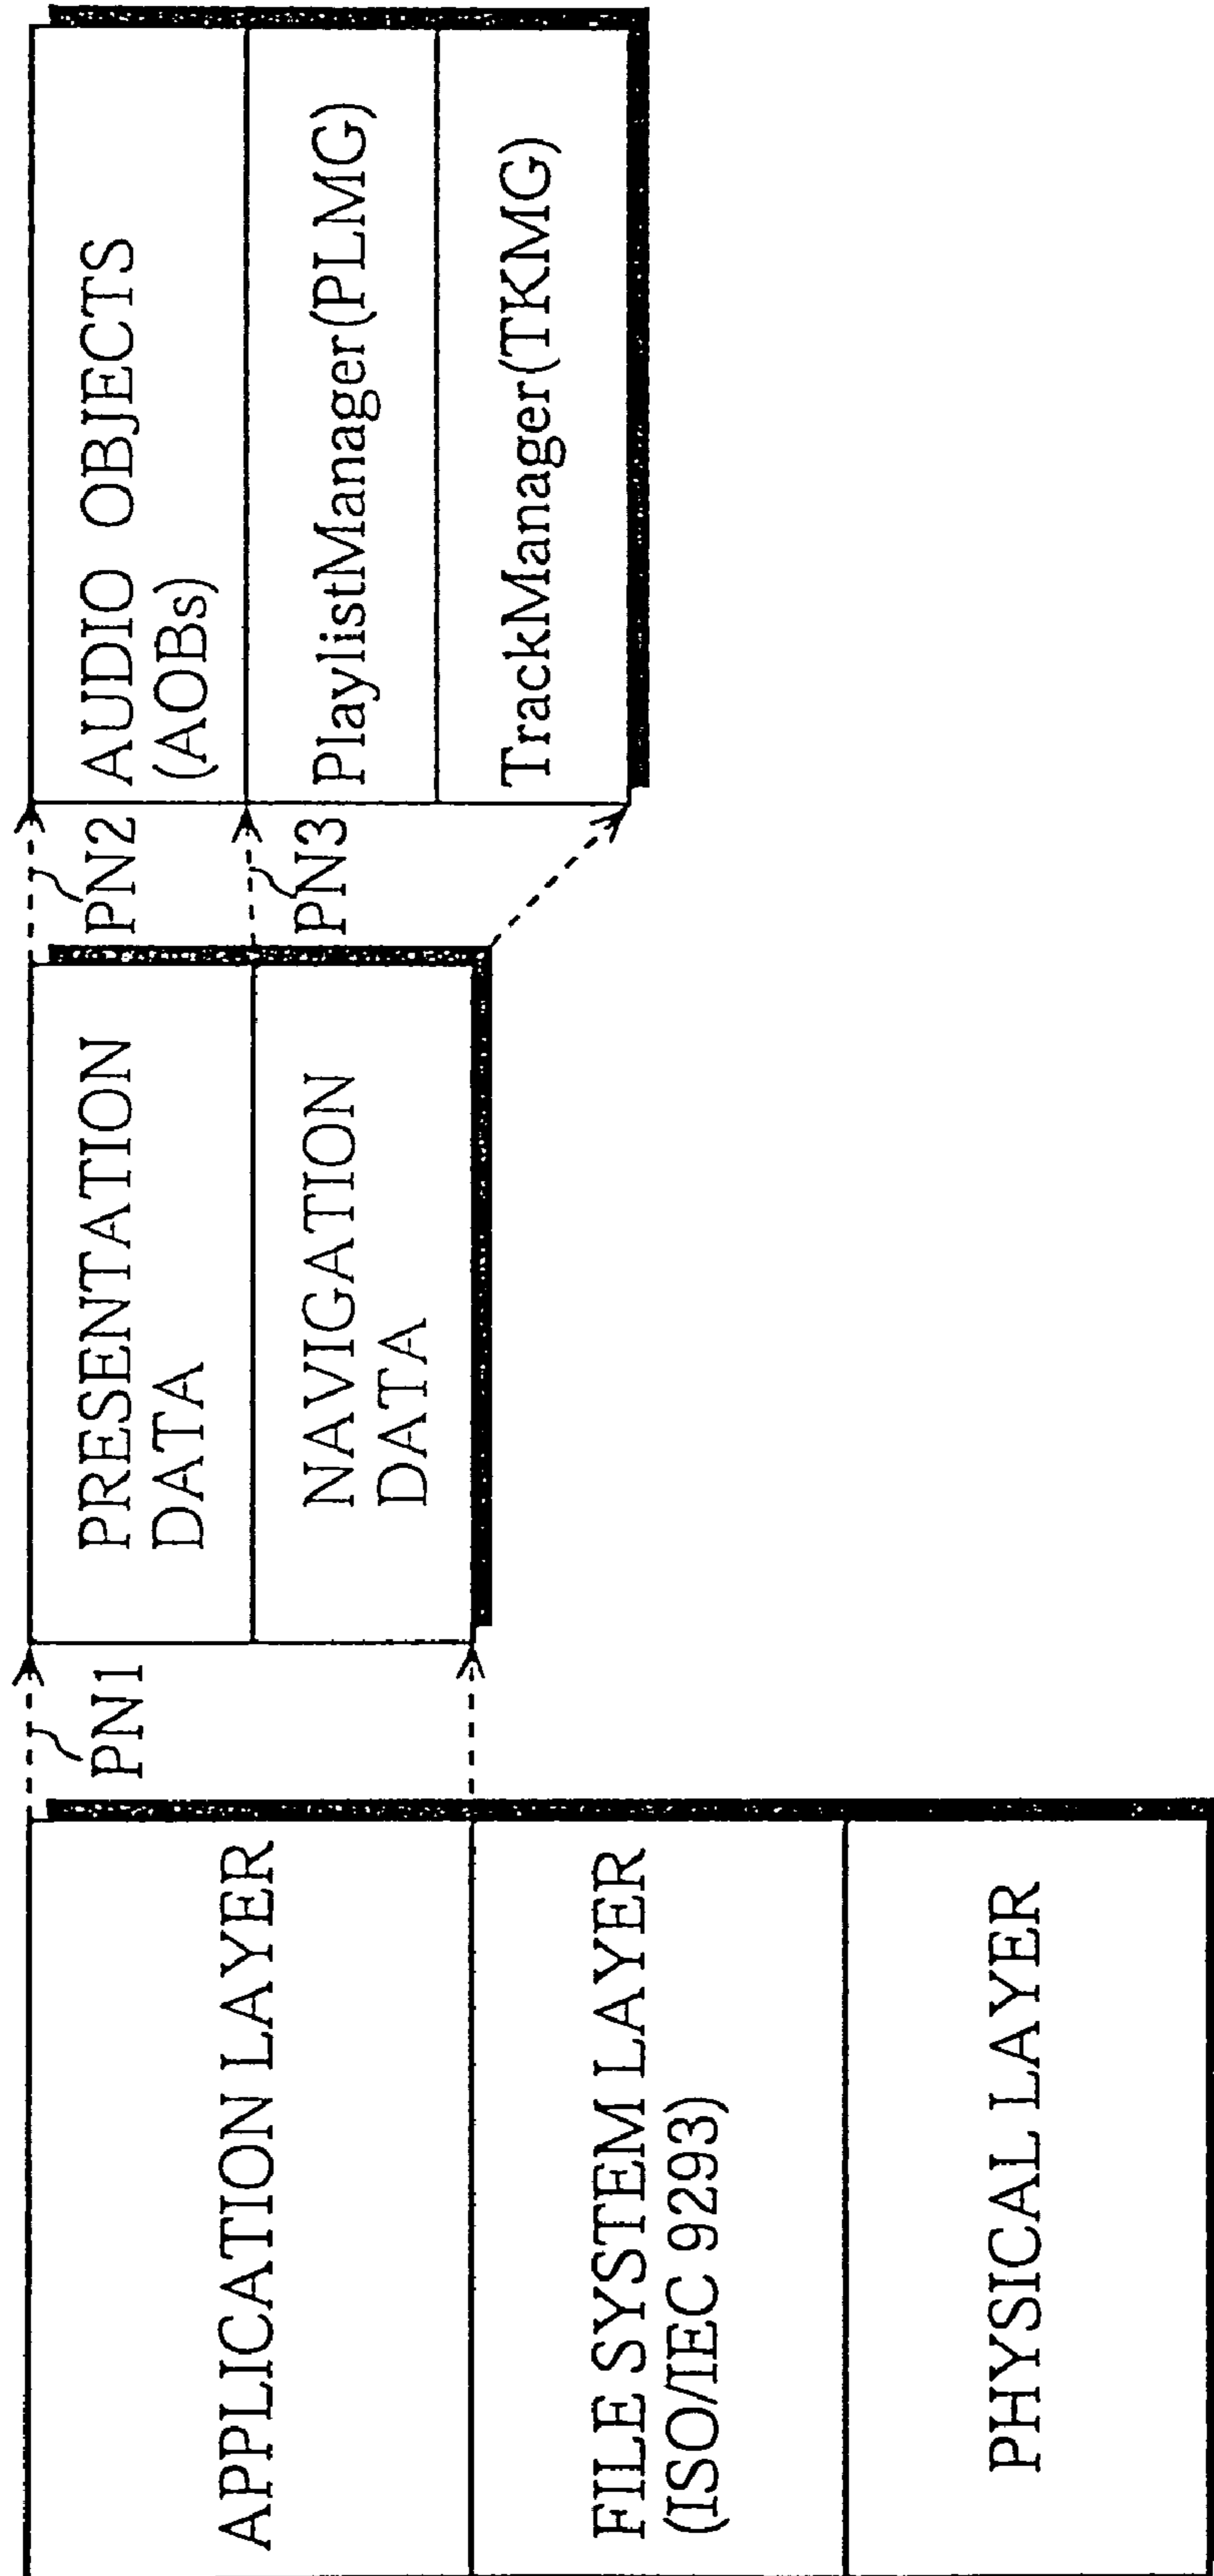 APPLICATION LAYER
FILE SYSTEM LAYER
(ISO/IEC 9293)
PHYSICAL LAYER
PN1
PRESENTATION
DATA
NAVIGATION
DATA
PN2
PN3
AUDIO OBJECTS
(AOBs)
PlaylistManager(PLMG)
TrackManager(TKMG)